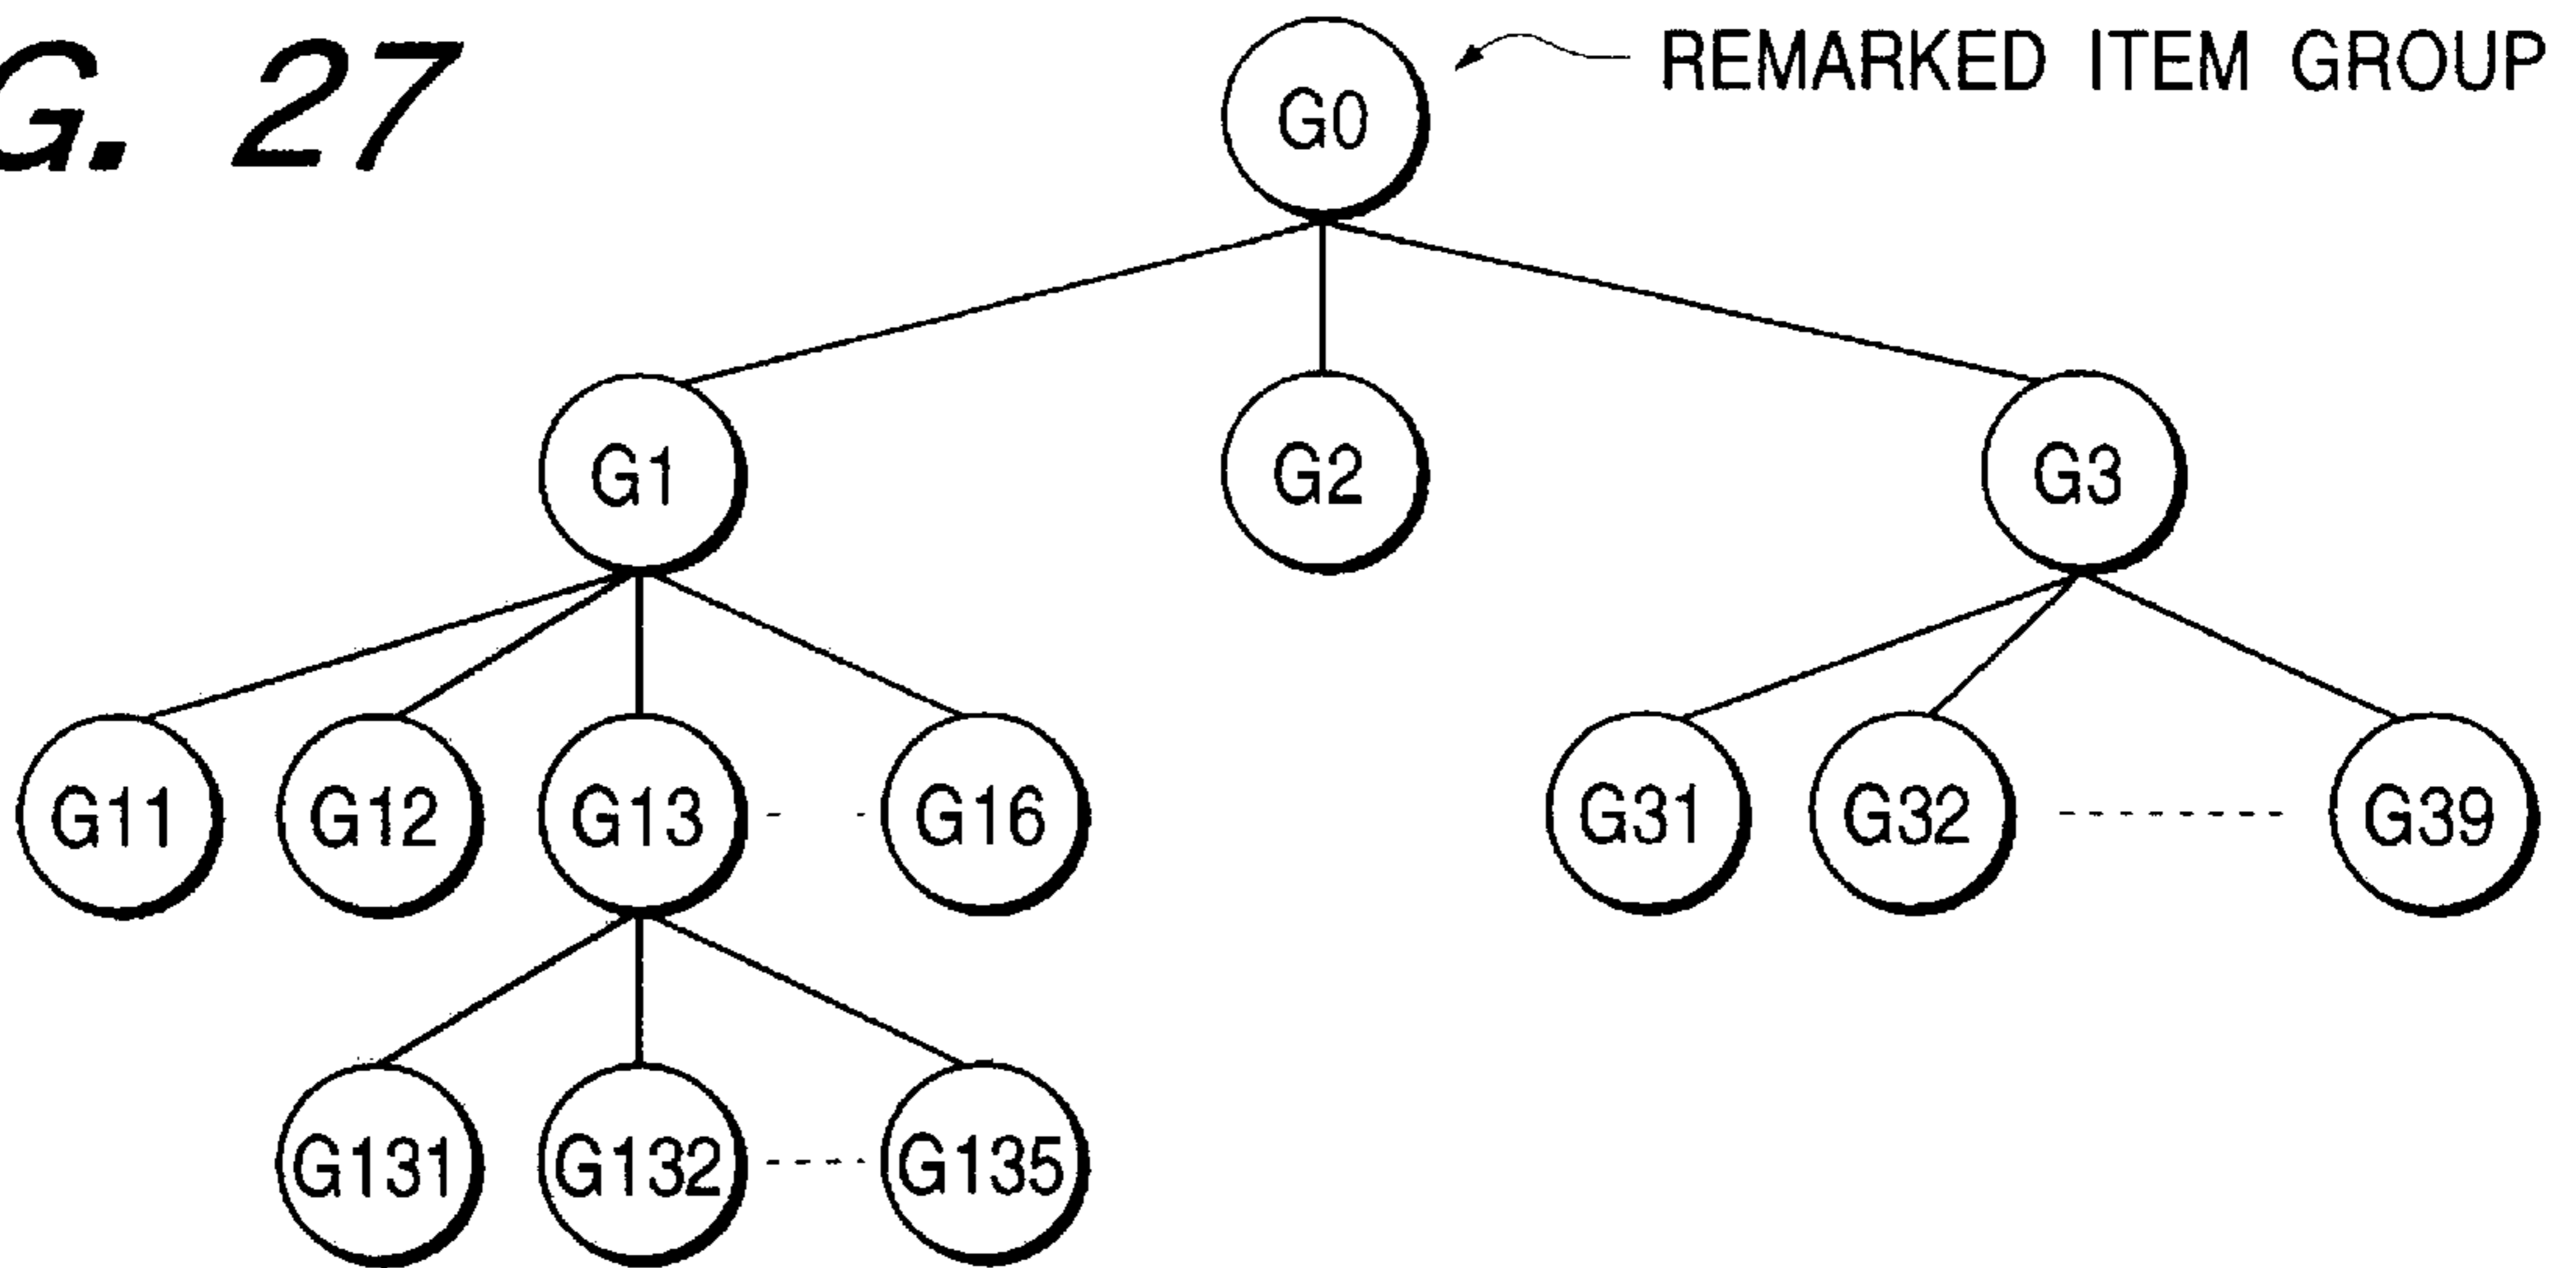 G. 27
G0
REMARKED ITEM GROUP
G1
G2
G3
G11
G12
G13
G16
G31
G32
G39
G131
G132
G135